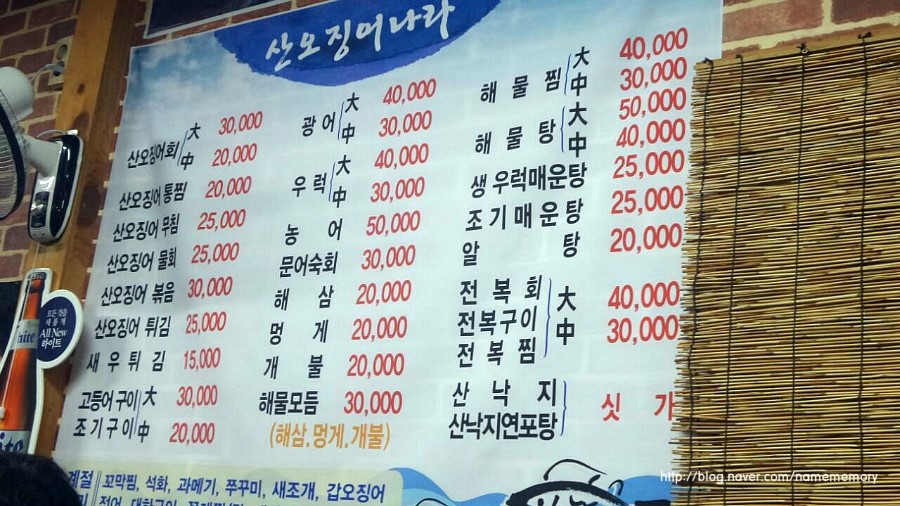 산오징어나라
산오징어회 大 30,000
中 20,000
산오징어통찜 20,000
산오징어 무침 25,000
산오징어 물회 25,000
산오징어 볶음 30,000
산오징어 튀김 25,000
새우튀김 15,000
고등어구이 大 30,000
조기구이 中 20,000
광어 大 40,000
中 30,000
우럭 大 40,000
中 30,000
농어 50,000
문어숙회 30,000
해삼 20,000
멍게 20,000
개불 20,000
해물모듬 30,000
(해삼.멍게.개불)
해물찜 大 40,000
中 30,000
해물탕 大 50,000
中 40,000
생우럭매운탕 25,000
조기매운탕 25,000
알탕 20,000
전복회 大 40,000
전복구이 中 30,000
전복찜
산낙지 싯가
산낙지연포탕
계절 꼬막찜, 석화, 과메기, 쭈꾸미, 새조개, 갑오징어
All New
하이트
http://blog.naver.com/namememory